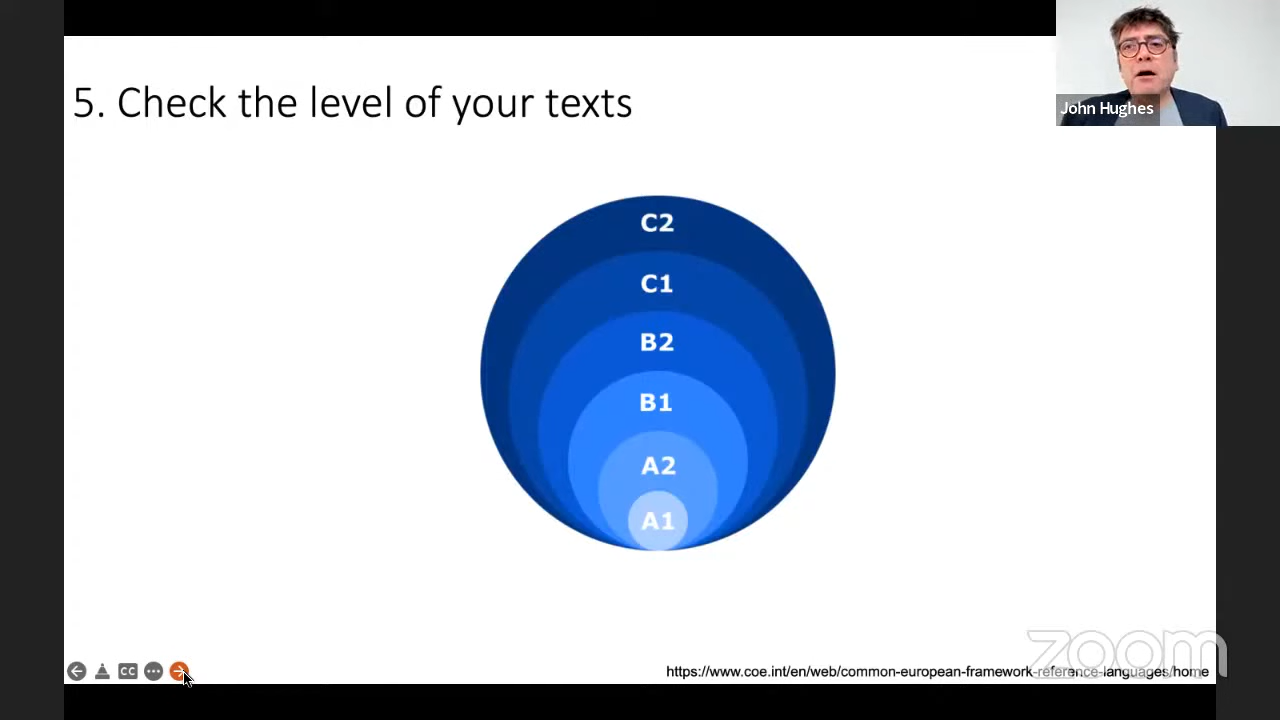 5. Check the level of your texts
John Hughes
C2
C1
B2
B1
A2
A1
CC
https://www.coe.int/en/web/common-european-framework-reference-languages/home
zoom